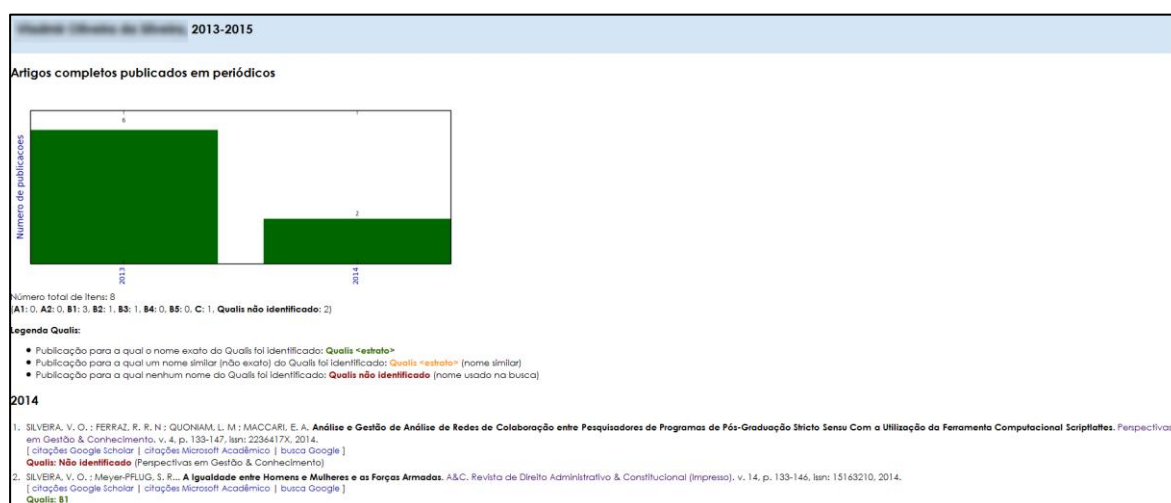 2013-2015
Artigos completos publicados em periódicos
Numero de publicacoes
6
2
2013
2014
Número total de itens: 8
(A1: 0, A2: 0, B1: 3, B2: 1, B3: 1, B4: 0, B5: 0, C: 1, Qualis não identificado: 2)
Legenda Qualis:
• Publicação para a qual o nome exato do Qualis foi identificado: Qualis <estrato>
• Publicação para a qual um nome similar (não exato) do Qualis foi identificado: Qualis <estrato> (nome similar)
• Publicação para a qual nenhum nome do Qualis foi identificado: Qualis não identificado (nome usado na busca)
2014
1. SILVEIRA, V. O. ; FERRAZ, R. R. N ; QUONIAM, L. M ; MACCARI, E. A. Análise e Gestão de Análise de Redes de Colaboração entre Pesquisadores de Programas de Pós-Graduação Stricto Sensu Com a Utilização da Ferramenta Computacional Scriptlattes. Perspectivas
em Gestão & Conhecimento. v. 4, p. 133-147, issn: 2236417X, 2014.
[ citações Google Scholar | citações Microsoft Acadêmico | busca Google ]
Qualis: Não identificado (Perspectivas em Gestão & Conhecimento)
2. SILVEIRA, V. O. ; Meyer-PFLUG, S. R... A Igualdade entre Homens e Mulheres e as Forças Armadas. A&C. Revista de Direito Administrativo & Constitucional (Impresso). v. 14, p. 133-146, issn: 15163210, 2014.
[ citações Google Scholar | citações Microsoft Acadêmico | busca Google ]
Qualis: B1